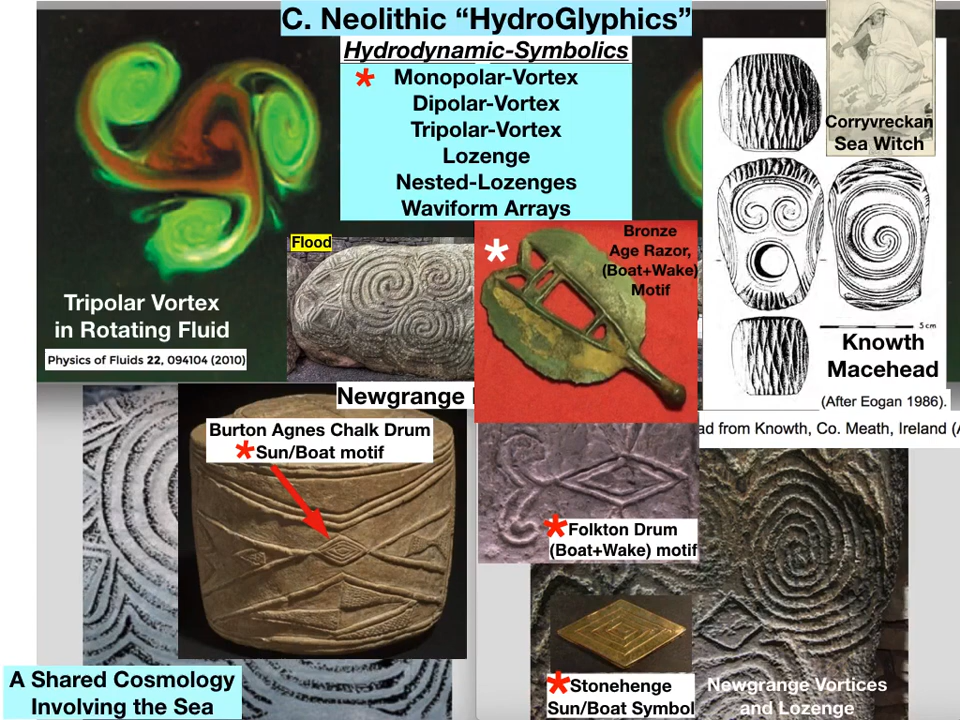 C. Neolithic “HydroGlyphics”
Hydrodynamic-Symbolics
* Monopolar-Vortex
Dipolar-Vortex
Tripolar-Vortex
Lozenge
Nested-Lozenges
Waveform Arrays
Corryvreckan
Sea Witch
Flood
*
Bronze
Age Razor,
(Boat+Wake)
Motif
Tripolar Vortex
in Rotating Fluid
Physics of Fluids 22, 094104 (2010)
5 cm
Knowth
Macehead
(After Eogan 1986).
ad from Knowth, Co. Meath, Ireland (A
Newgrange
Burton Agnes Chalk Drum
*Sun/Boat motif
*Folkton Drum
(Boat+Wake) motif
*Stonehenge
Sun/Boat Symbol
Newgrange Vortices
and Lozenge
A Shared Cosmology
Involving the Sea